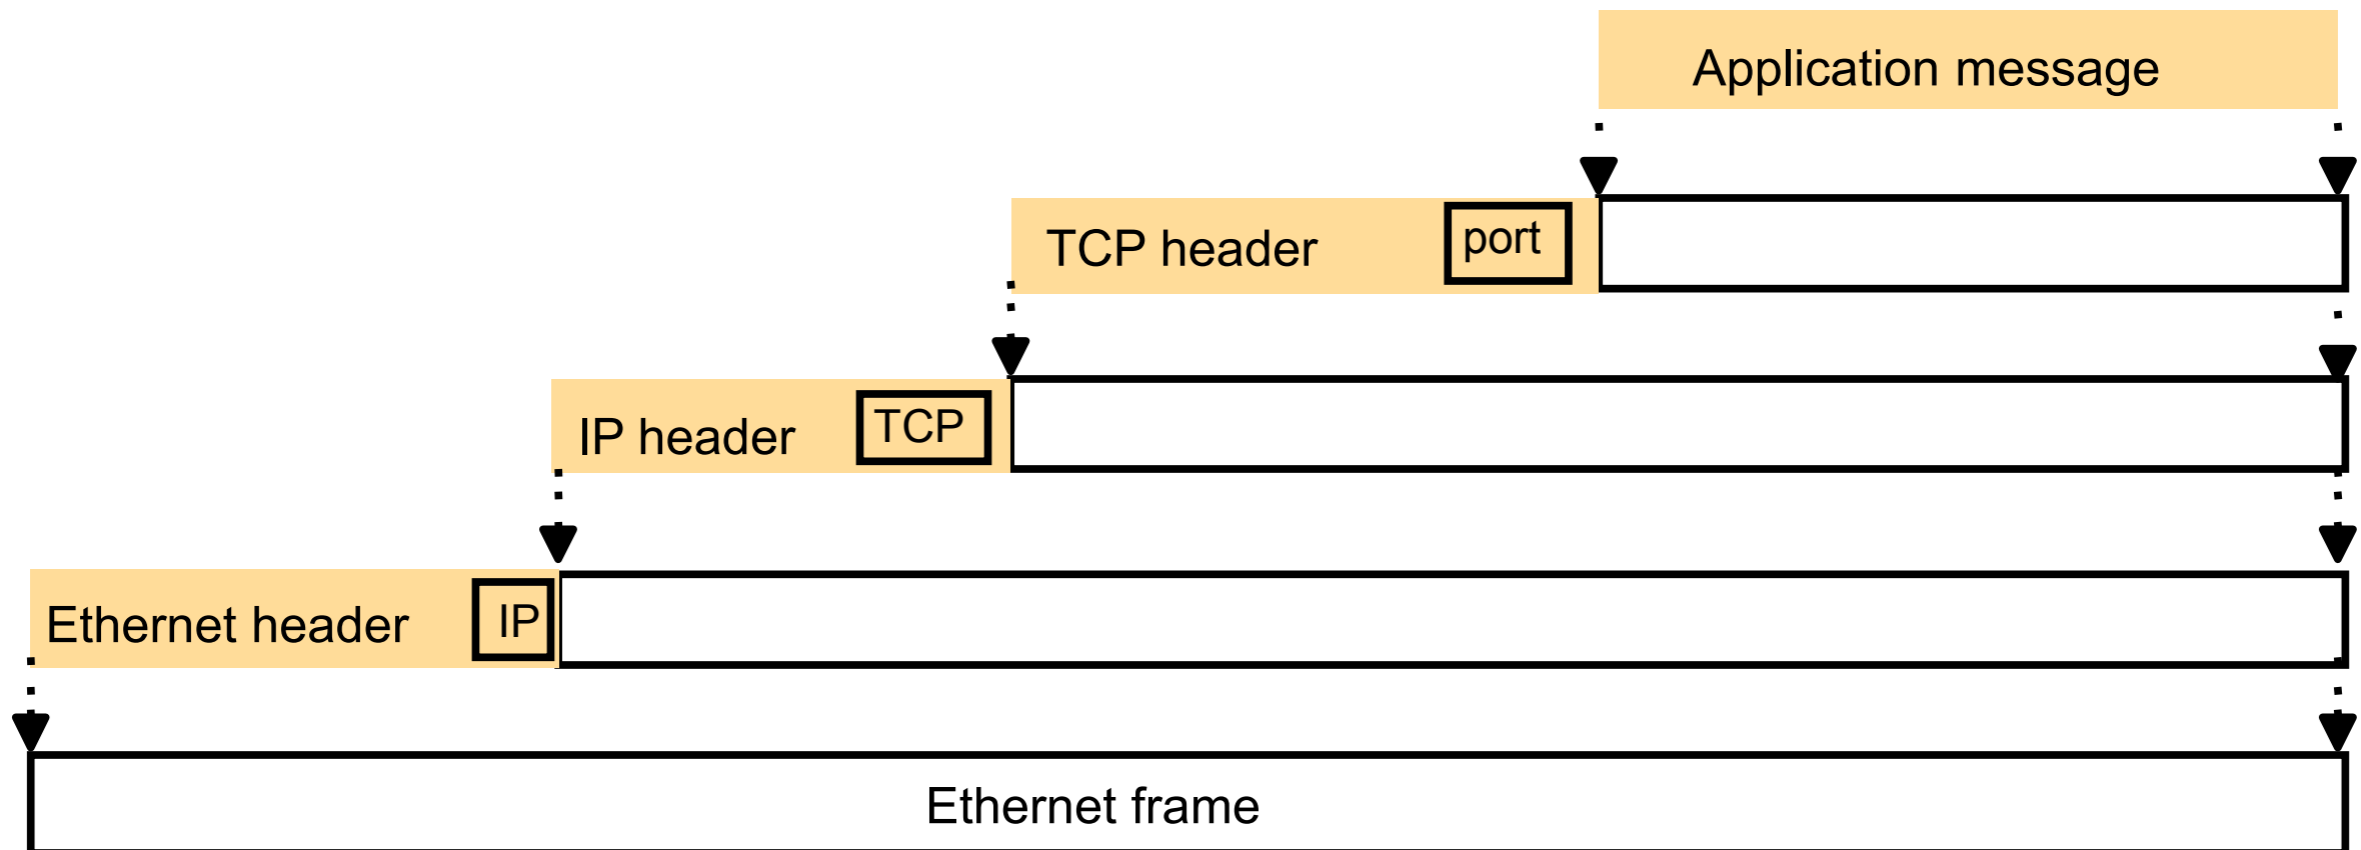 Application message
TCP header port
IP header TCP
Ethernet header IP
Ethernet frame